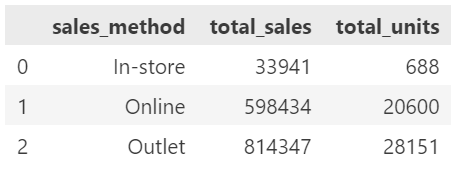 sales_method total_sales total_units
0 In-store 33941 688
1 Online 598434 20600
2 Outlet 814347 28151